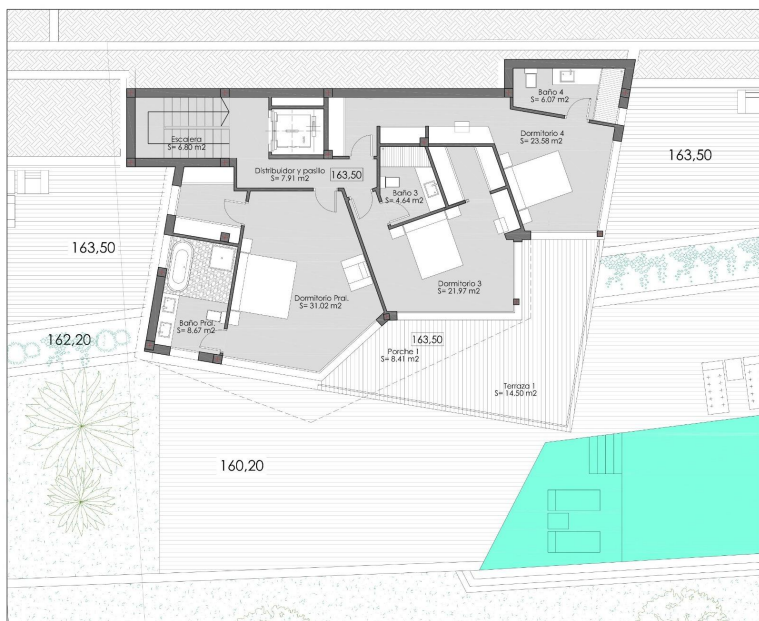 Baño 4
S= 6.07 m2
Escalera
S= 6.80 m2
Dormitorio 4
S= 23.58 m2
163,50
Distribuidor y pasillo
S= 7.91 m2
163,50
Baño 3
S= 4.64 m2
163,50
Dormitorio Pral.
S= 31.02 m2
Dormitorio 3
S= 21.97 m2
Baño Pral.
S= 8.67 m2
162,20
163,50
Porche 1
S= 8.41 m2
Terraza 1
S= 14.50 m2
160,20